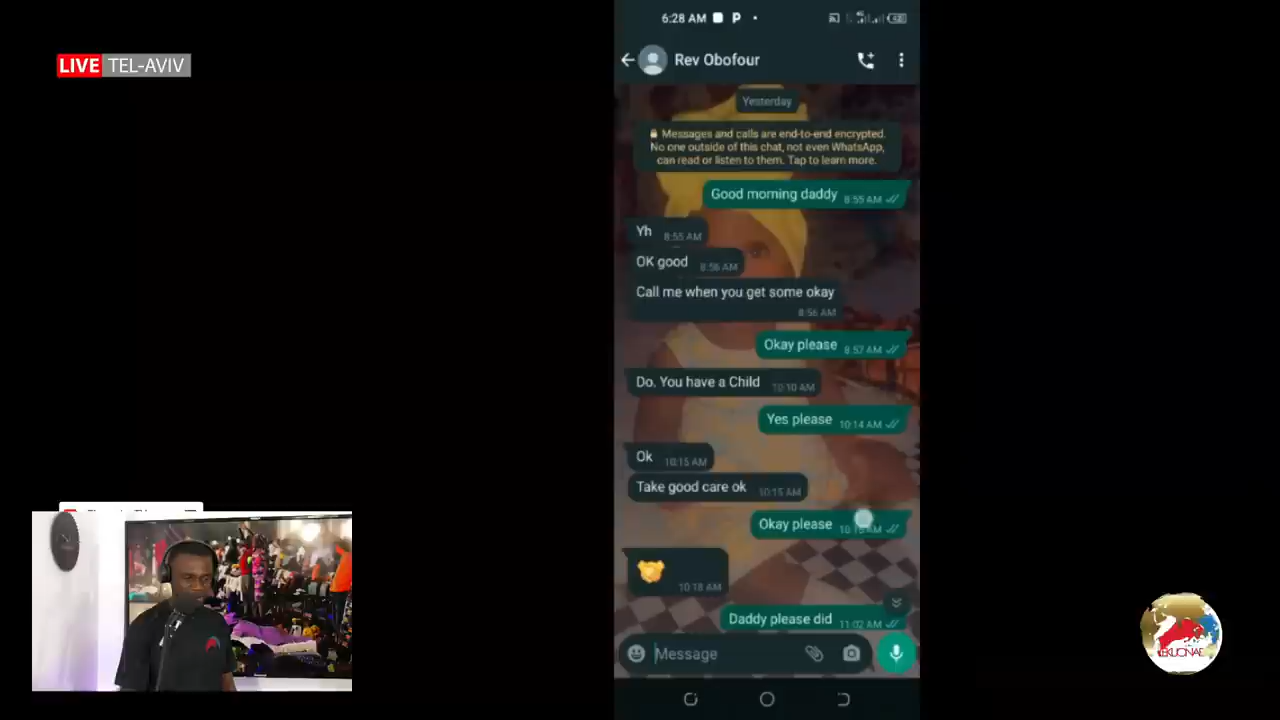 LIVE TEL-AVIV
6:28 AM
Rev Obofour
Yesterday
Messages and calls are end-to-end encrypted.
No one outside of this chat, not even WhatsApp,
can read or listen to them. Tap to learn more.
Good morning daddy 8:55 AM
Yh 8:55 AM
OK good 8:56 AM
Call me when you get some okay
8:56 AM
Okay please 8:57 AM
Do. You have a Child 10:10 AM
Yes please 10:14 AM
Ok 10:15 AM
Take good care ok 10:15 AM
Okay please
10:18 AM
Daddy please did 11:02 AM
Message